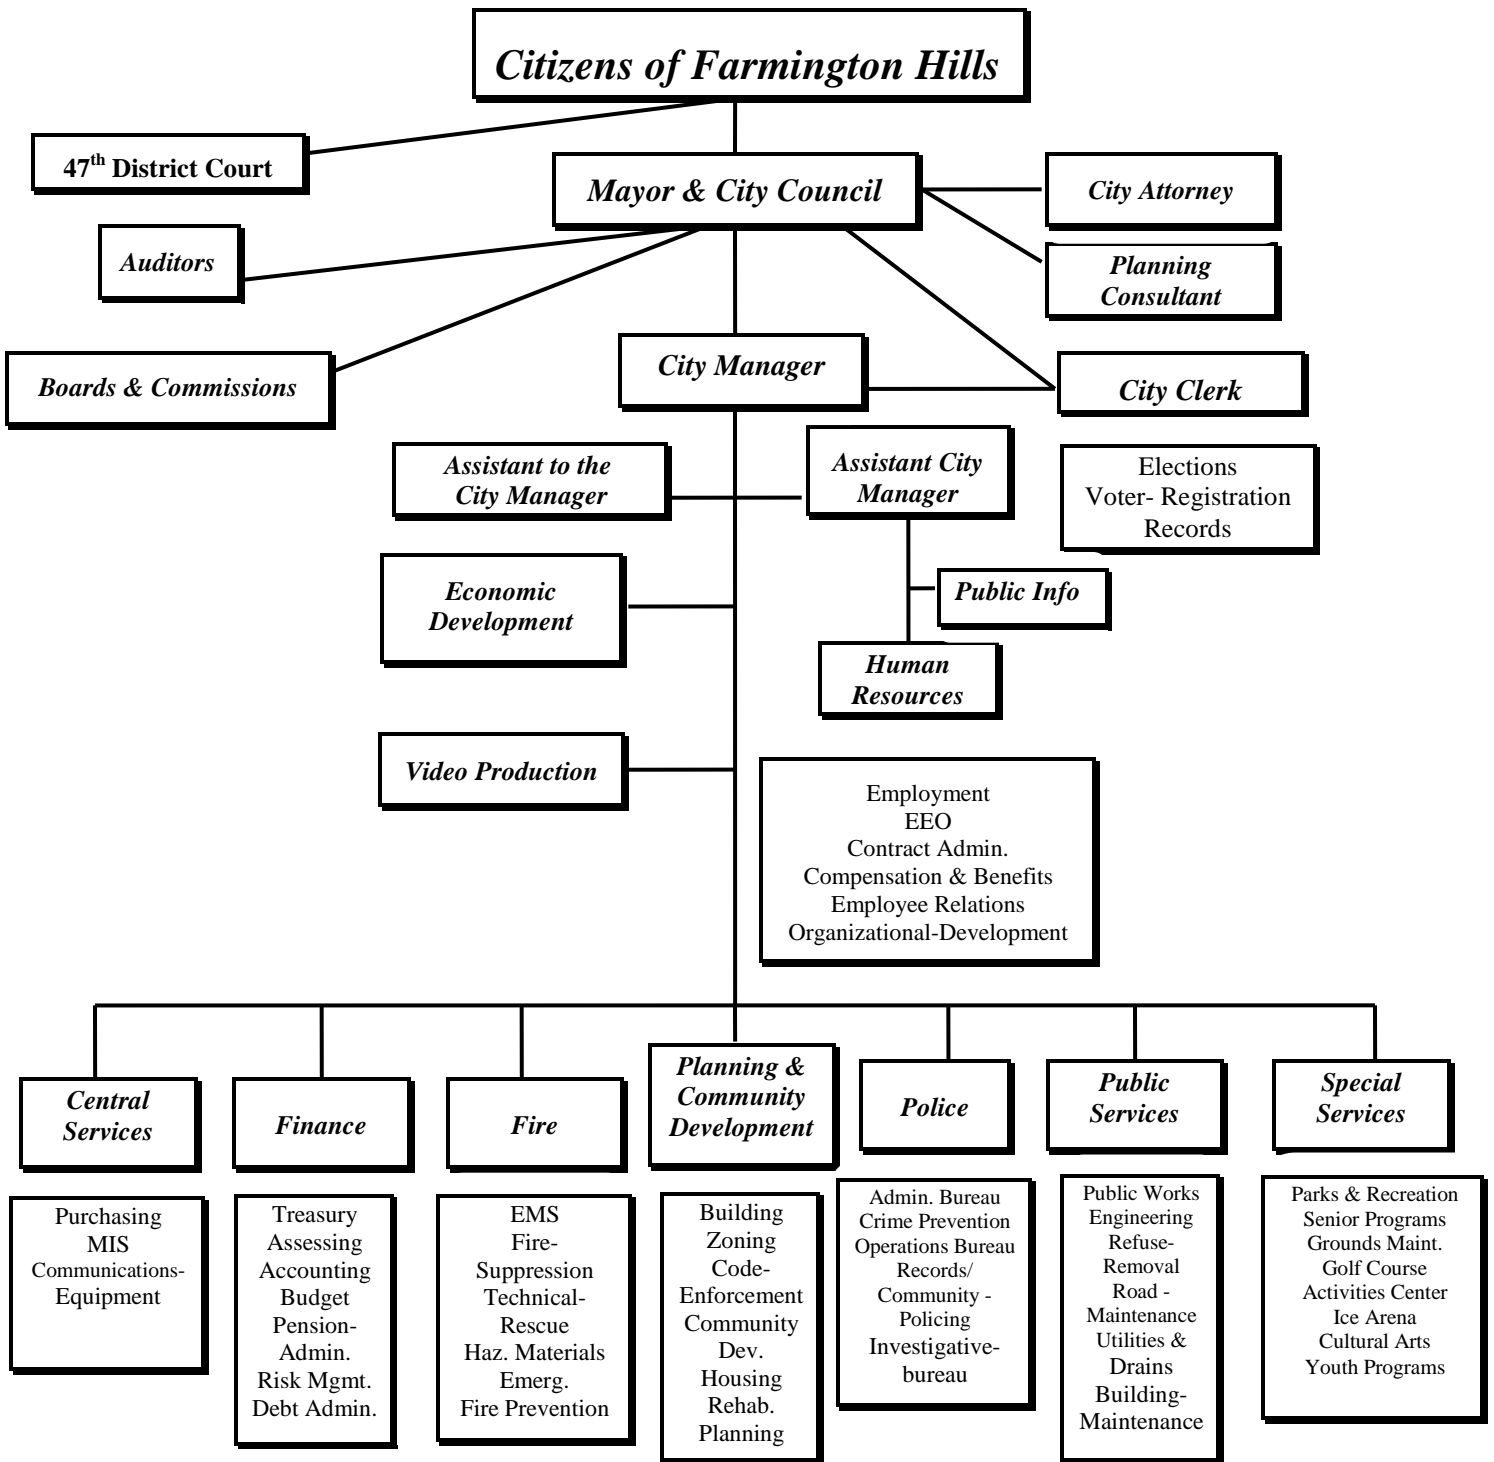 Citizens of Farmington Hills
47th District Court
Mayor & City Council
City Attorney
Auditors
Planning
Consultant
City Manager
Boards & Commissions
City Clerk
Assistant to the
City Manager
Assistant City
Manager
Elections
Voter- Registration
Records
Economic
Development
Public Info
Human
Resources
Video Production
Employment
EEO
Contract Admin.
Compensation & Benefits
Employee Relations
Organizational-Development
Central
Services
Finance
Fire
Planning &
Community
Development
Police
Public
Services
Special
Services
Purchasing
MIS
Communications-
Equipment
Treasury
Assessing
Accounting
Budget
Pension-
Admin.
Risk Mgmt.
Debt Admin.
EMS
Fire-
Suppression
Technical-
Rescue
Haz. Materials
Emerg.
Fire Prevention
Building
Zoning
Code-
Enforcement
Community
Dev.
Housing
Rehab.
Planning
Admin. Bureau
Crime Prevention
Operations Bureau
Records/
Community -
Policing
Investigative-
bureau
Public Works
Engineering
Refuse-
Removal
Road -
Maintenance
Utilities &
Drains
Building-
Maintenance
Parks & Recreation
Senior Programs
Grounds Maint.
Golf Course
Activities Center
Ice Arena
Cultural Arts
Youth Programs